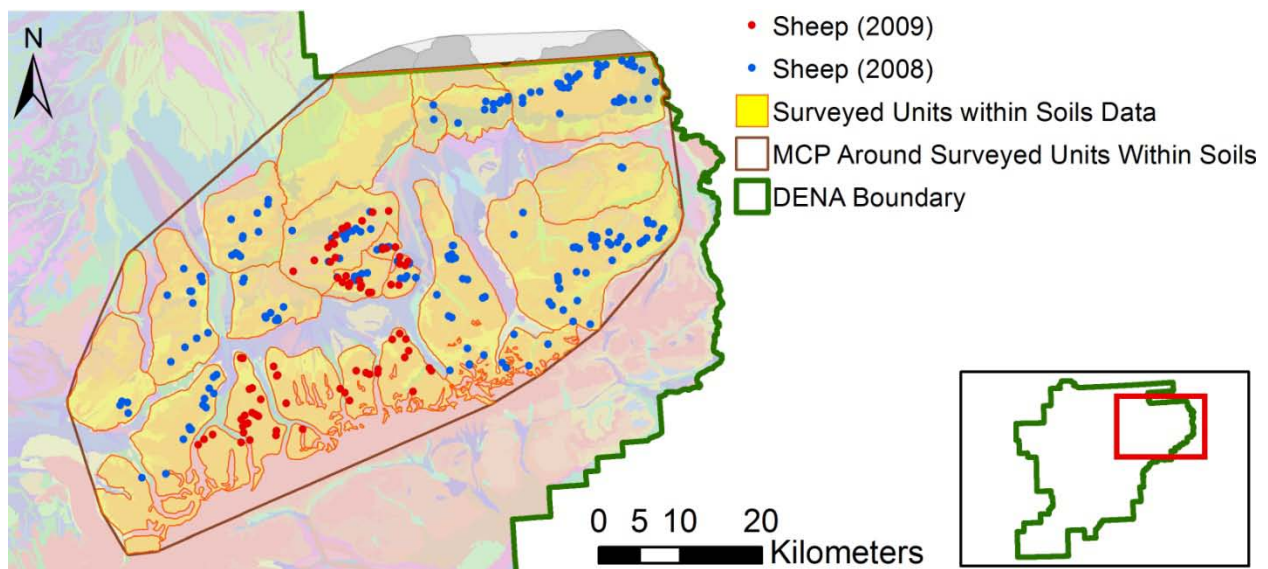 N
Sheep (2009)
Sheep (2008)
Surveyed Units within Soils Data
MCP Around Surveyed Units Within Soils
DENA Boundary
0 5 10 20
Kilometers